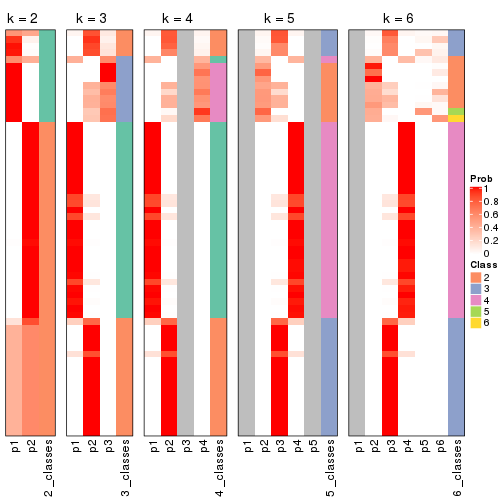 k = 2
k = 3
k = 4
k = 5
k = 6
p1
p2
2_classes
p1
p2
p3
3_classes
p1
p2
p3
p4
4_classes
p1
p2
p3
p4
p5
5_classes
p1
p2
p3
p4
p5
p6
6_classes
Prob
1
0.8
0.6
0.4
0.2
0
Class
2
3
4
5
6